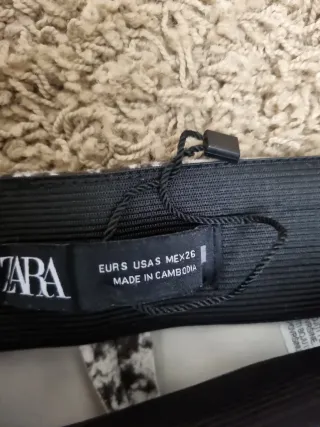 ZARA
EUR S USA S MEX 26
MADE IN CAMBODIA